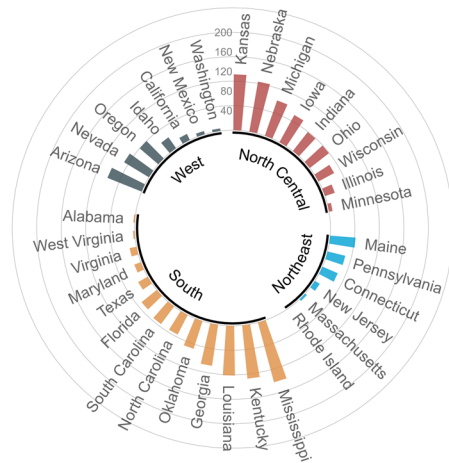 200
160
120
80
40
Kansas
Nebraska
Michigan
Iowa
Indiana
Ohio
Wisconsin
Illinois
Minnesota
North Central
Maine
Pennsylvania
Connecticut
New Jersey
Massachusetts
Rhode Island
Northeast
Mississippi
Kentucky
Louisiana
Georgia
Oklahoma
North Carolina
South Carolina
Florida
Texas
Maryland
Virginia
West Virginia
Alabama
South
Arizona
Nevada
Oregon
Idaho
California
New Mexico
Washington
West